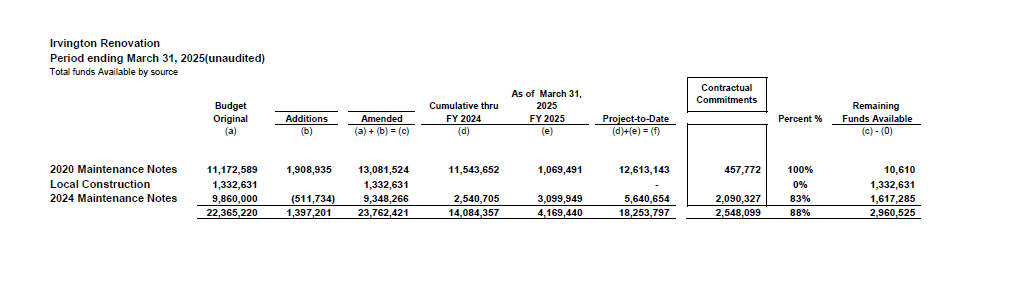 Irvington Renovation
Period ending March 31, 2025(unaudited)
Total funds Available by source
Contractual
As of March 31,
Commitments
Budget Cumulative thru 2025 Remaining
Original Additions Amended FY 2024 FY 2025 Project-to-Date Percent % Funds Available
(a) (b) (a) + (b) = (c) (d) (e) (d)+(e) = (f) (c) - (0)
2020 Maintenance Notes 11,172,589 1,908,935 13,081,524 11,543,652 1,069,491 12,613,143 457,772 100% 10,610
Local Construction 1,332,631 1,332,631 - 0% 1,332,631
2024 Maintenance Notes 9,860,000 (511,734) 9,348,266 2,540,705 3,099,949 5,640,654 2,090,327 83% 1,617,285
22,365,220 1,397,201 23,762,421 14,084,357 4,169,440 18,253,797 2,548,099 88% 2,960,525